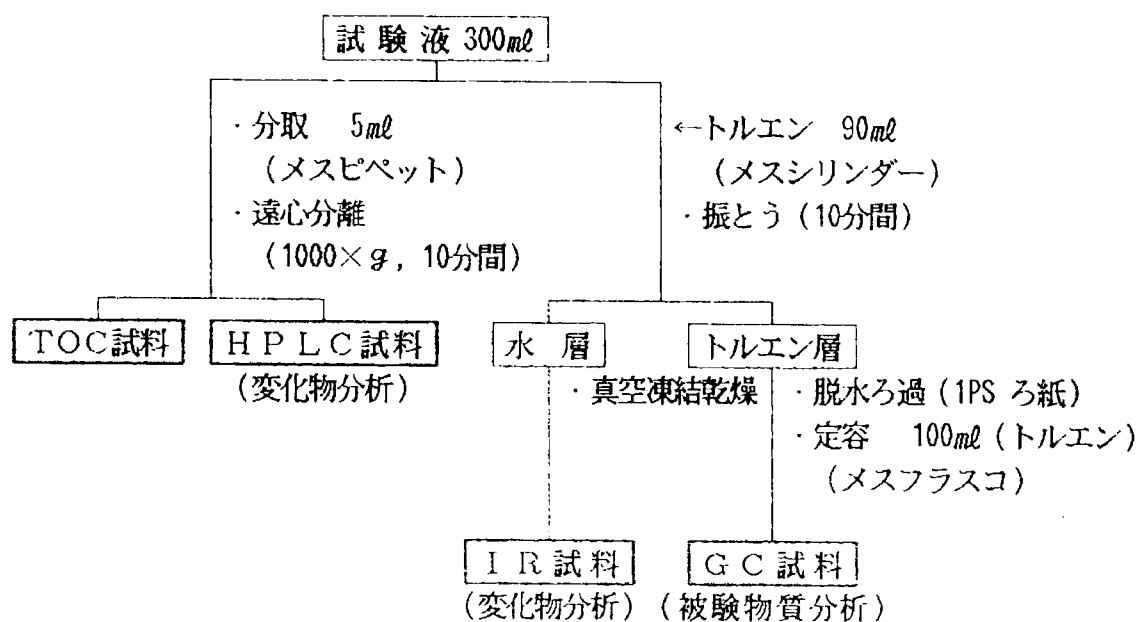 試験液 300mℓ
・分取 5mℓ
(メスピペット)
・遠心分離
(1000×g, 10分間)
←トルエン 90mℓ
(メスシリンダー)
・振とう(10分間)
TOC試料
HPLC試料
(変化物分析)
水層
トルエン層
・真空凍結乾燥
・脱水ろ過(1PS ろ紙)
・定容 100mℓ(トルエン)
(メスフラスコ)
IR試料
(変化物分析)
GC試料
(被験物質分析)